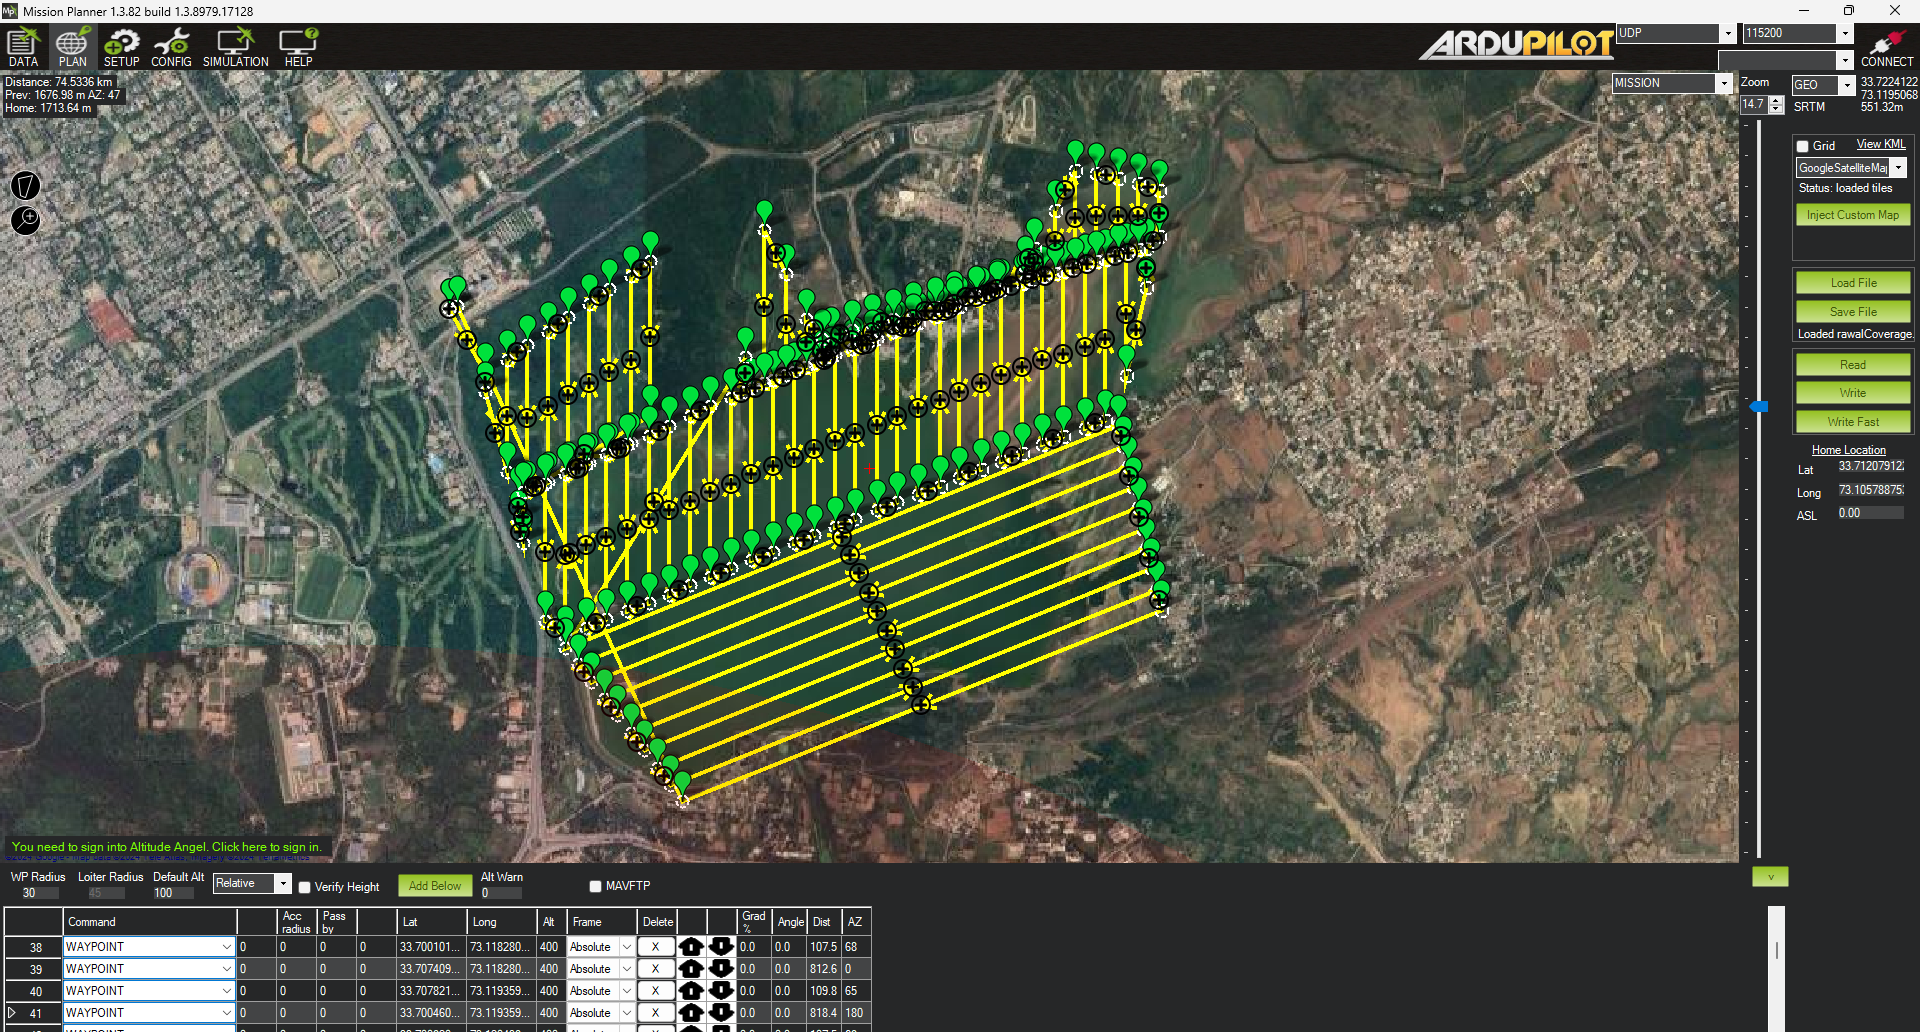 Mission Planner 1.3.82 build 1.3.8979.17128
DATA PLAN SETUP CONFIG SIMULATION HELP
ARDUPILOT
UDP 115200
CONNECT
Distance: 74.5336 km
Prev: 1676.98 m AZ: 47
Home: 1713.64 m
MISSION
Zoom
14.7
GEO
33.7224122
73.1195068
SRTM 551.32m
Grid View KML
GoogleSatelliteMap
Status: loaded tiles
Inject Custom Map
Load File
Save File
Loaded rawalCoverage.
Read
Write
Write Fast
Home Location
Lat 33.71207912
Long 73.10578875
ASL 0.00
You need to sign into Altitude Angel. Click here to sign in.
WP Radius Loiter Radius Default Alt
30 45 100
Relative
Verify Height
Add Below
Alt Warn
0
MAVFTP
v
Command Acc radius Pass by Lat Long Alt Frame Delete Grad % Angle Dist AZ
38 WAYPOINT 0 0 0 0 33.700101... 73.118280... 400 Absolute X 0.0 0.0 107.5 68
39 WAYPOINT 0 0 0 0 33.707409... 73.118280... 400 Absolute X 0.0 0.0 812.6 0
40 WAYPOINT 0 0 0 0 33.707821... 73.119359... 400 Absolute X 0.0 0.0 109.8 65
41 WAYPOINT 0 0 0 0 33.700460... 73.119359... 400 Absolute X 0.0 0.0 818.4 180